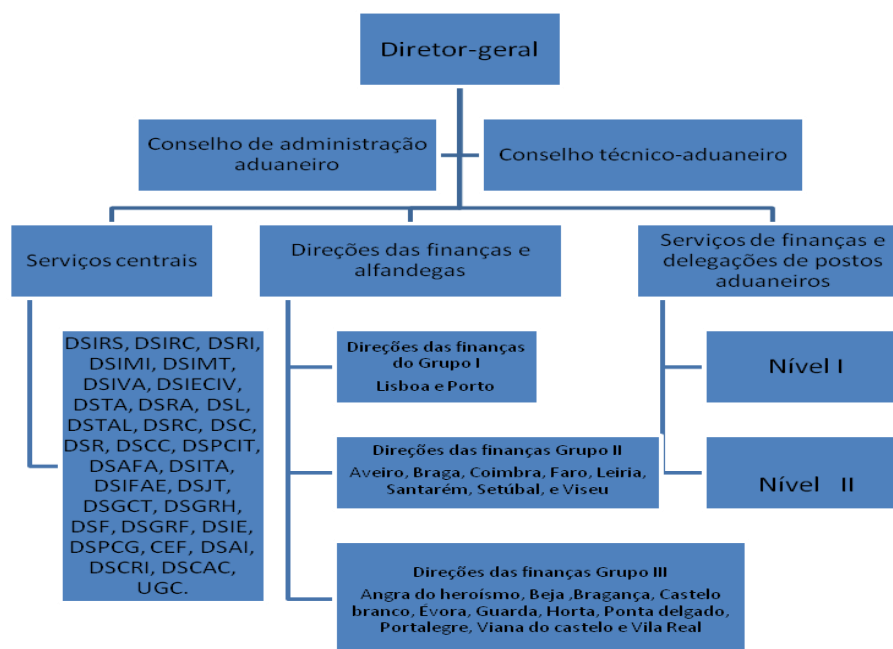 Diretor-geral
Conselho de administração
aduaneiro
Conselho técnico-aduaneiro
Serviços centrais
Direções das finanças e
alfandegas
Serviços de finanças e
delegações de postos
aduaneiros
DSIRS, DSIRC, DSRI,
DSIMI, DSIMT,
DSIVA, DSIECIV,
DSTA, DSRA, DSL,
DSTAL, DSRC, DSC,
DSR, DSCC, DSPCIT,
DSAFA, DSITA,
DSIFAE, DSJT,
DSGCT, DSGRH,
DSF, DSGRF, DSIE,
DSPCG, CEF, DSAI,
DSCRI, DSCAC,
UGC.
Direções das finanças
do Grupo I
Lisboa e Porto
Direções das finanças Grupo II
Aveiro, Braga, Coimbra, Faro, Leiria,
Santarém, Setúbal, e Viseu
Direções das finanças Grupo III
Angra do heroísmo, Beja ,Bragança, Castelo
branco, Évora, Guarda, Horta, Ponta delgado,
Portalegre, Viana do castelo e Vila Real
Nível I
Nível II